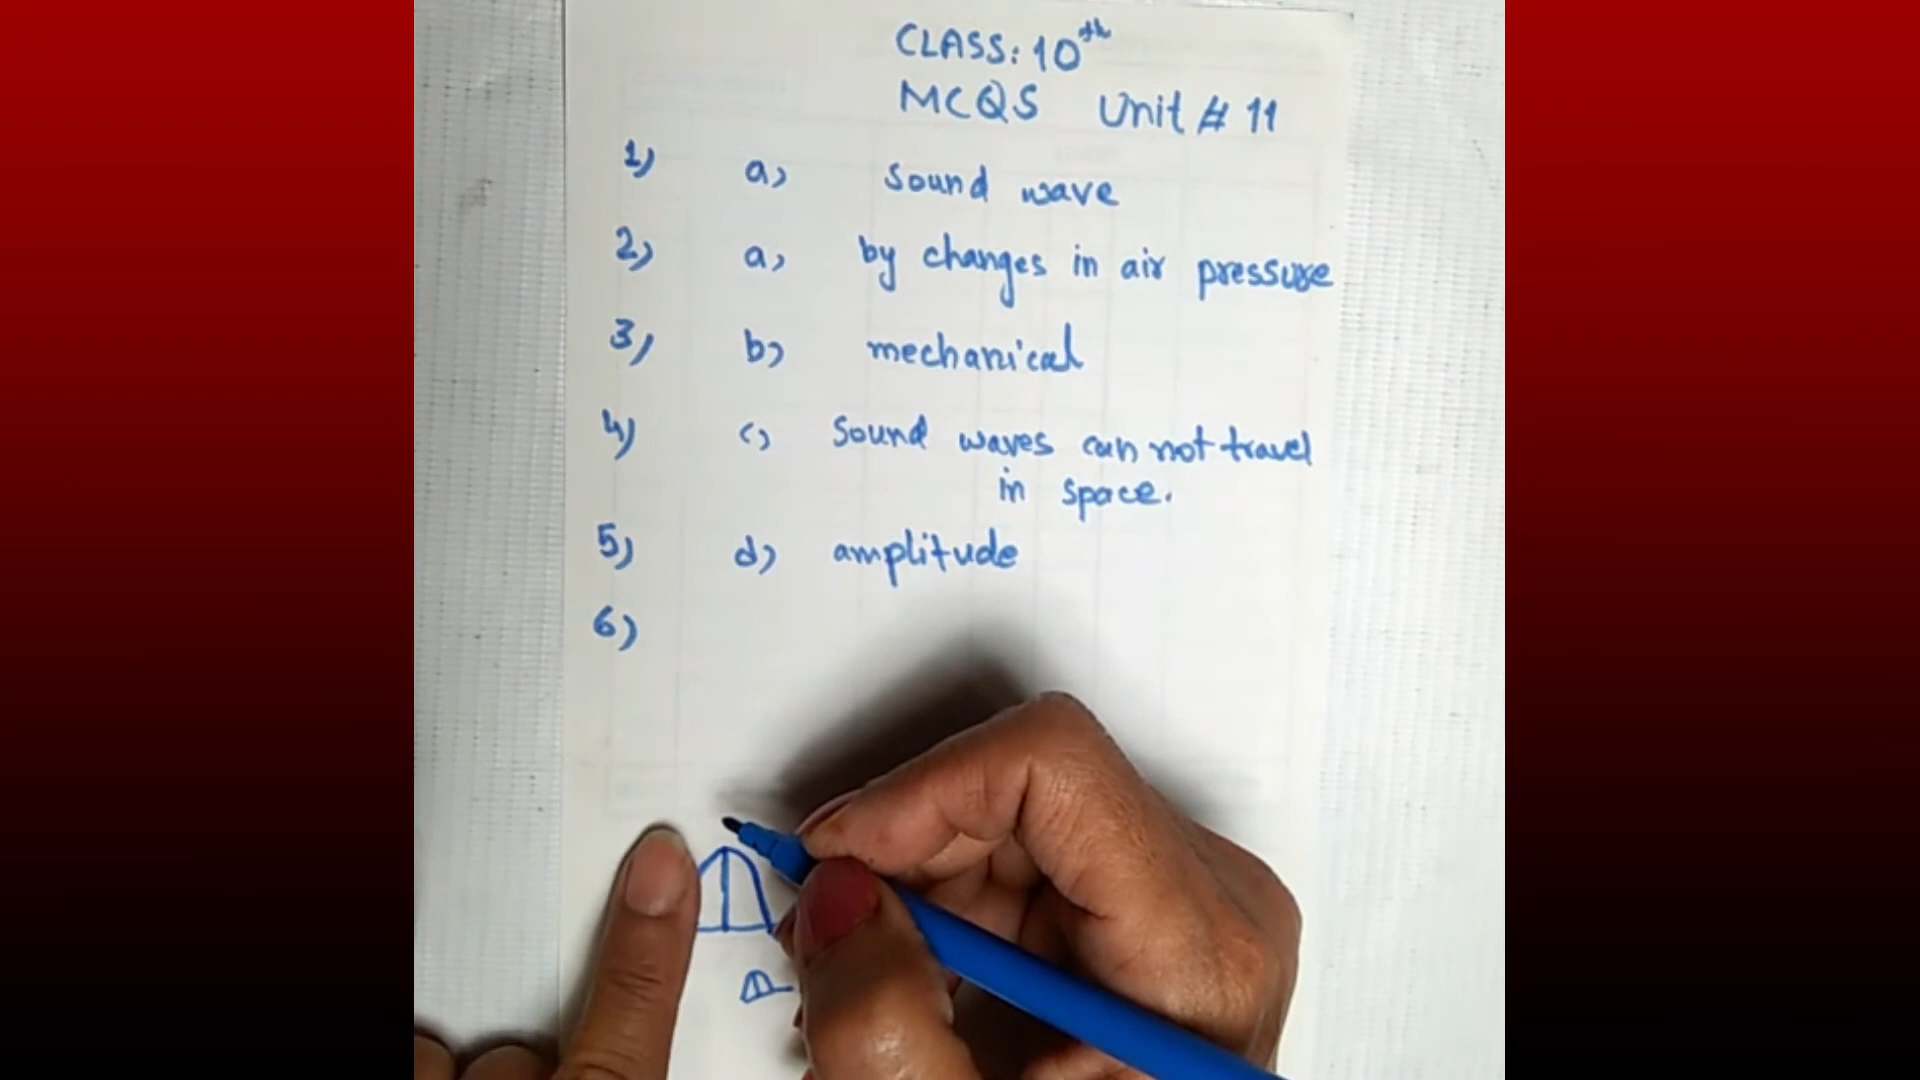 CLASS: 10th
MCQS Unit # 11
1) a) Sound wave
2) a) by changes in air pressure
3) b) mechanical
4) c) Sound waves can not travel
in space.
5) d) amplitude
6)